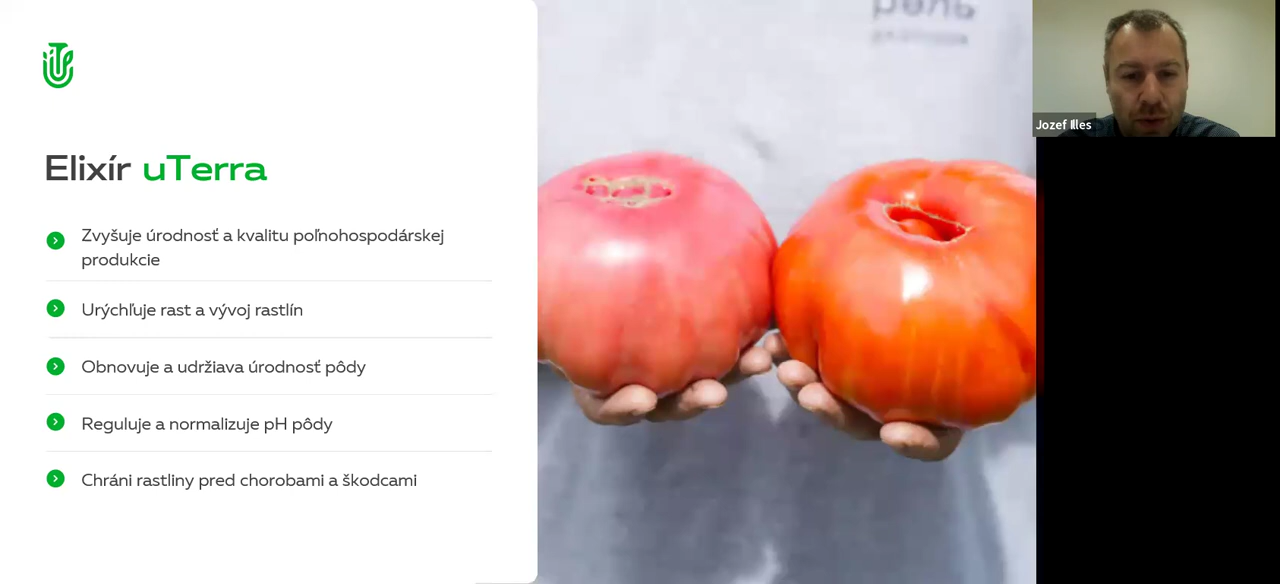 Elixír uTerra
Zvyšuje úrodnosť a kvalitu poľnohospodárskej
produkcie
Urýchľuje rast a vývoj rastlín
Obnovuje a udržiava úrodnosť pôdy
Reguluje a normalizuje pH pôdy
Chráni rastliny pred chorobami a škodcami
Jozef Illes